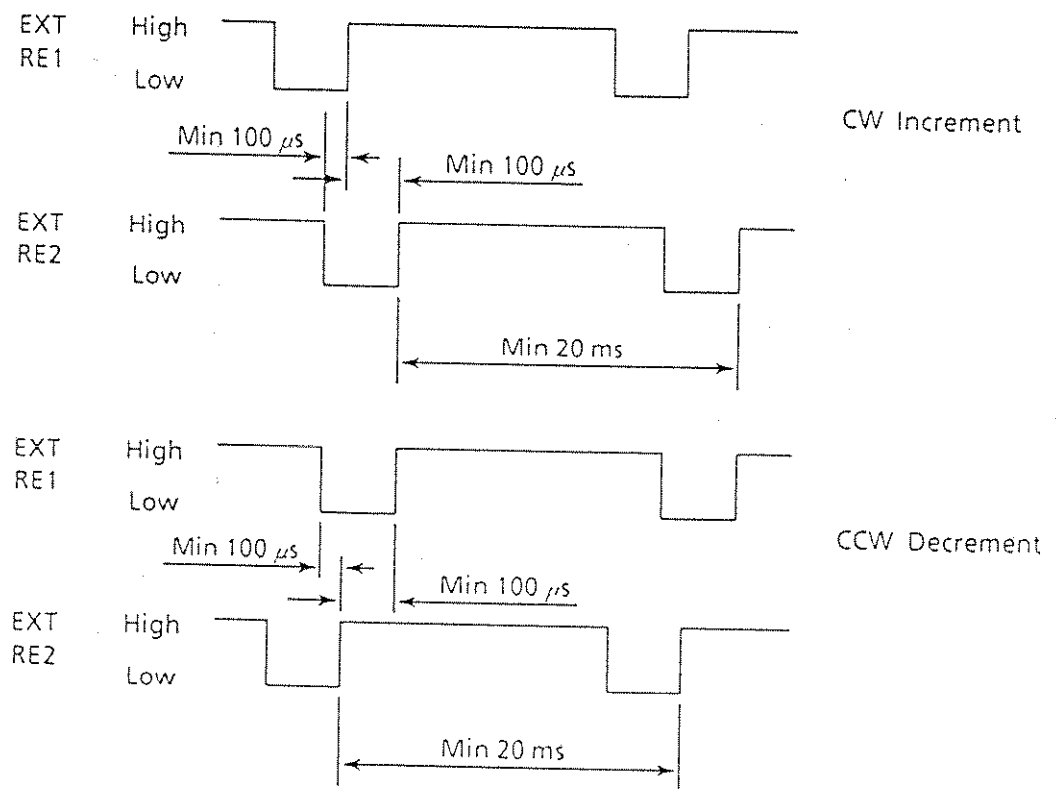 EXT High
RE1
Low
CW Increment
Min 100 μs
Min 100 μs
EXT High
RE2
Low
Min 20 ms
EXT High
RE1
Low
CCW Decrement
Min 100 μs
Min 100 μs
EXT High
RE2
Low
Min 20 ms